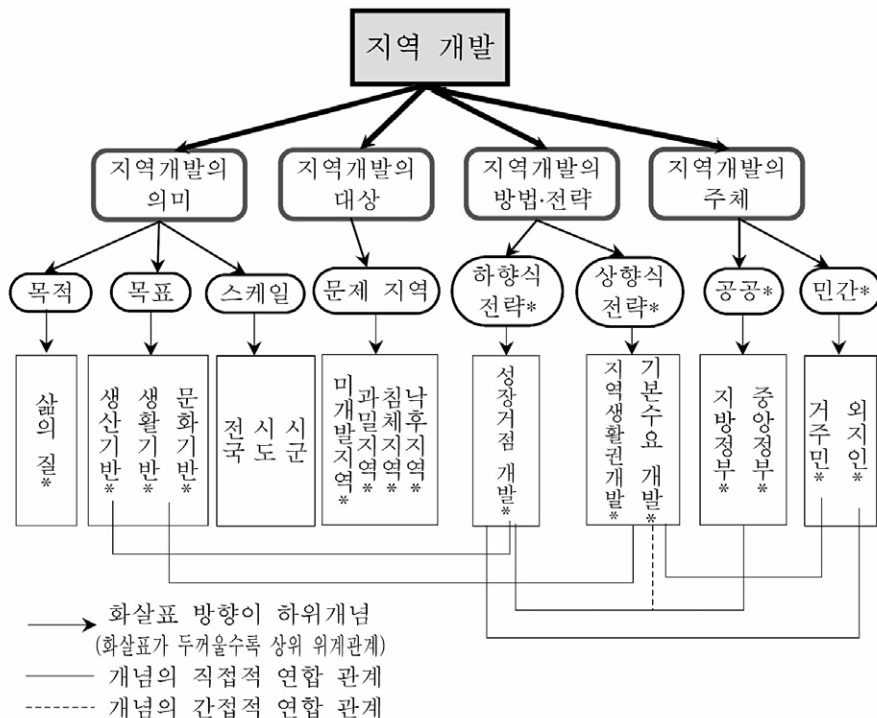 지역 개발
지역개발의
의미
지역개발의
대상
지역개발의
방법·전략
지역개발의
주체
목적
목표
스케일
문제 지역
하향식
전략*
상향식
전략*
공공*
민간*
삶의 질*
생산기반*
생활기반*
문화기반*
전국
시도
시군
미개발지역*
과밀지역*
침체지역*
낙후지역*
성장거점 개발*
지역생활권개발*
기본수요 개발*
지방정부*
중앙정부*
거주민*
외지인*
화살표 방향이 하위개념
(화살표가 두꺼울수록 상위 위계관계)
개념의 직접적 연합 관계
개념의 간접적 연합 관계